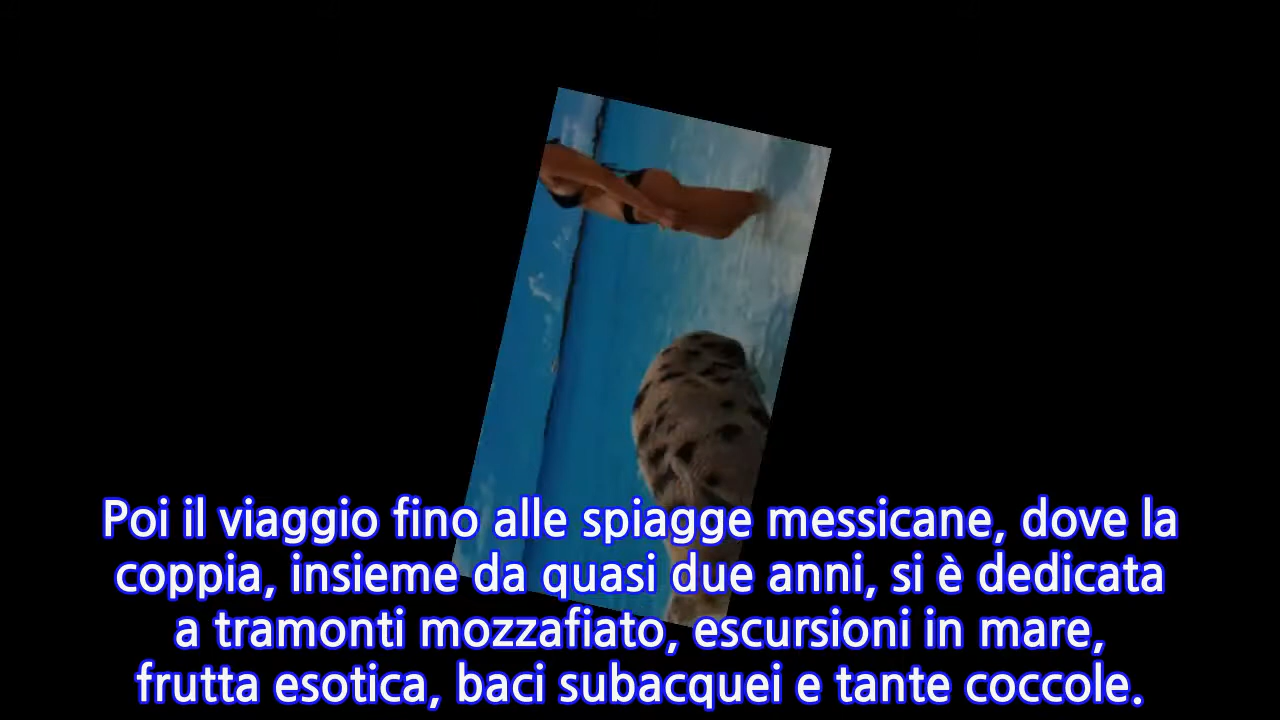 Poi il viaggio fino alle spiagge messicane, dove la
coppia, insieme da quasi due anni, si è dedicata
a tramonti mozzafiato, escursioni in mare,
frutta esotica, baci subacquei e tante coccole.